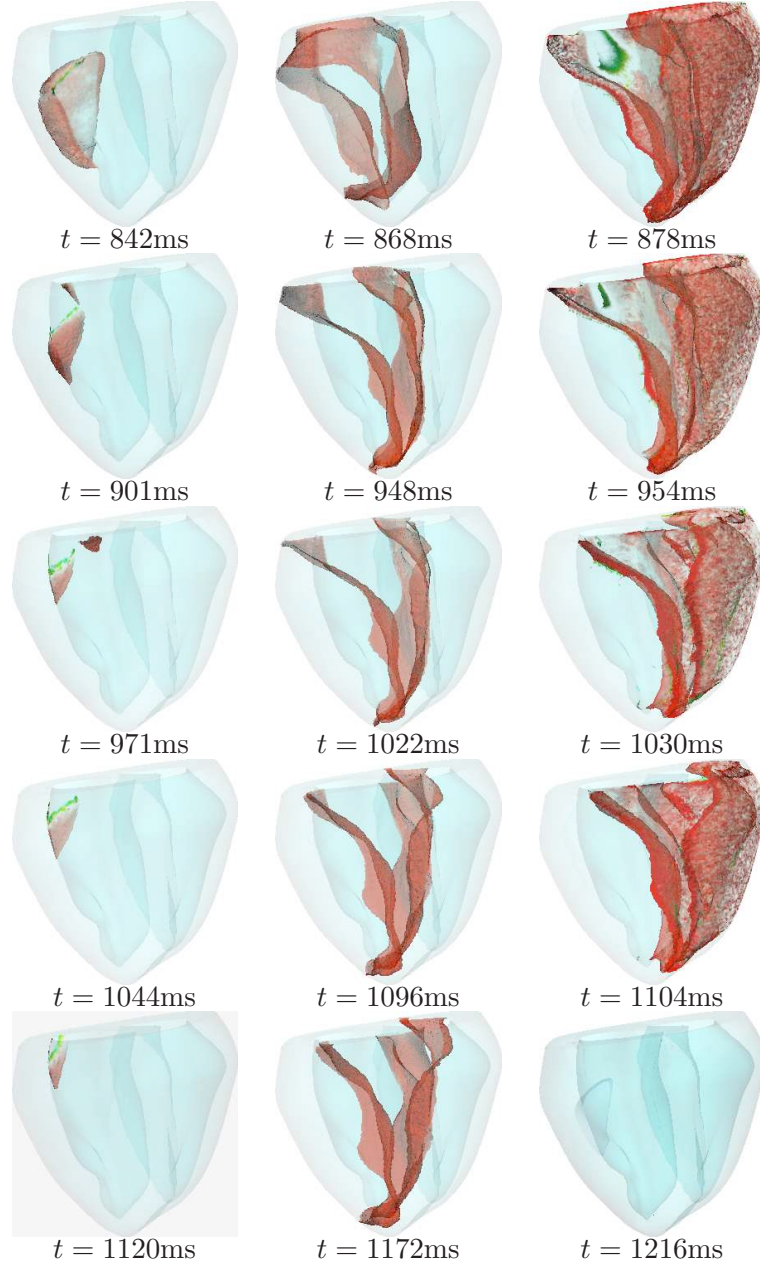 t = 842ms
t = 868ms
t = 878ms
t = 901ms
t = 948ms
t = 954ms
t = 971ms
t = 1022ms
t = 1030ms
t = 1044ms
t = 1096ms
t = 1104ms
t = 1120ms
t = 1172ms
t = 1216ms